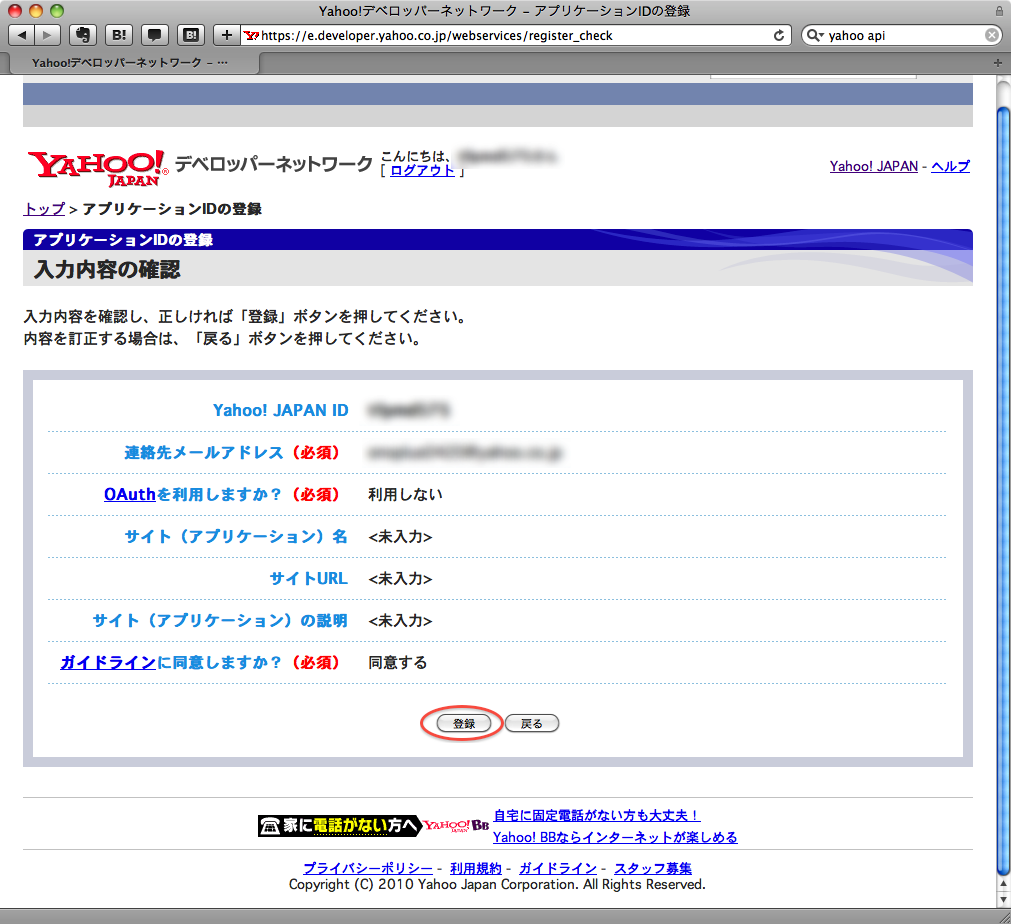 Yahoo!デベロッパーネットワーク – アプリケーションIDの登録
B! B! + https://e.developer.yahoo.co.jp/webservices/register_check yahoo api
Yahoo!デベロッパーネットワーク – …
YAHOO! JAPAN デベロッパーネットワーク こんにちは、
[ ログアウト ]
Yahoo! JAPAN - ヘルプ
トップ > アプリケーションIDの登録
アプリケーションIDの登録
入力内容の確認
入力内容を確認し、正しければ「登録」ボタンを押してください。
内容を訂正する場合は、「戻る」ボタンを押してください。
Yahoo! JAPAN ID
連絡先メールアドレス（必須）
OAuthを利用しますか？（必須） 利用しない
サイト（アプリケーション）名 <未入力>
サイトURL <未入力>
サイト（アプリケーション）の説明 <未入力>
ガイドラインに同意しますか？（必須） 同意する
登録 戻る
家に電話がない方へ YAHOO! JAPAN BB 自宅に固定電話がない方も大丈夫！
Yahoo! BBならインターネットが楽しめる
プライバシーポリシー - 利用規約 - ガイドライン - スタッフ募集
Copyright (C) 2010 Yahoo Japan Corporation. All Rights Reserved.